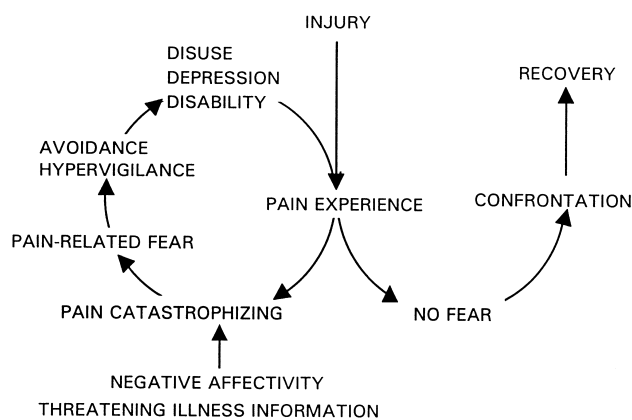 INJURY
DISUSE
DEPRESSION
DISABILITY
RECOVERY
AVOIDANCE
HYPERVIGILANCE
PAIN EXPERIENCE
CONFRONTATION
PAIN-RELATED FEAR
PAIN CATASTROPHIZING
NO FEAR
NEGATIVE AFFECTIVITY
THREATENING ILLNESS INFORMATION